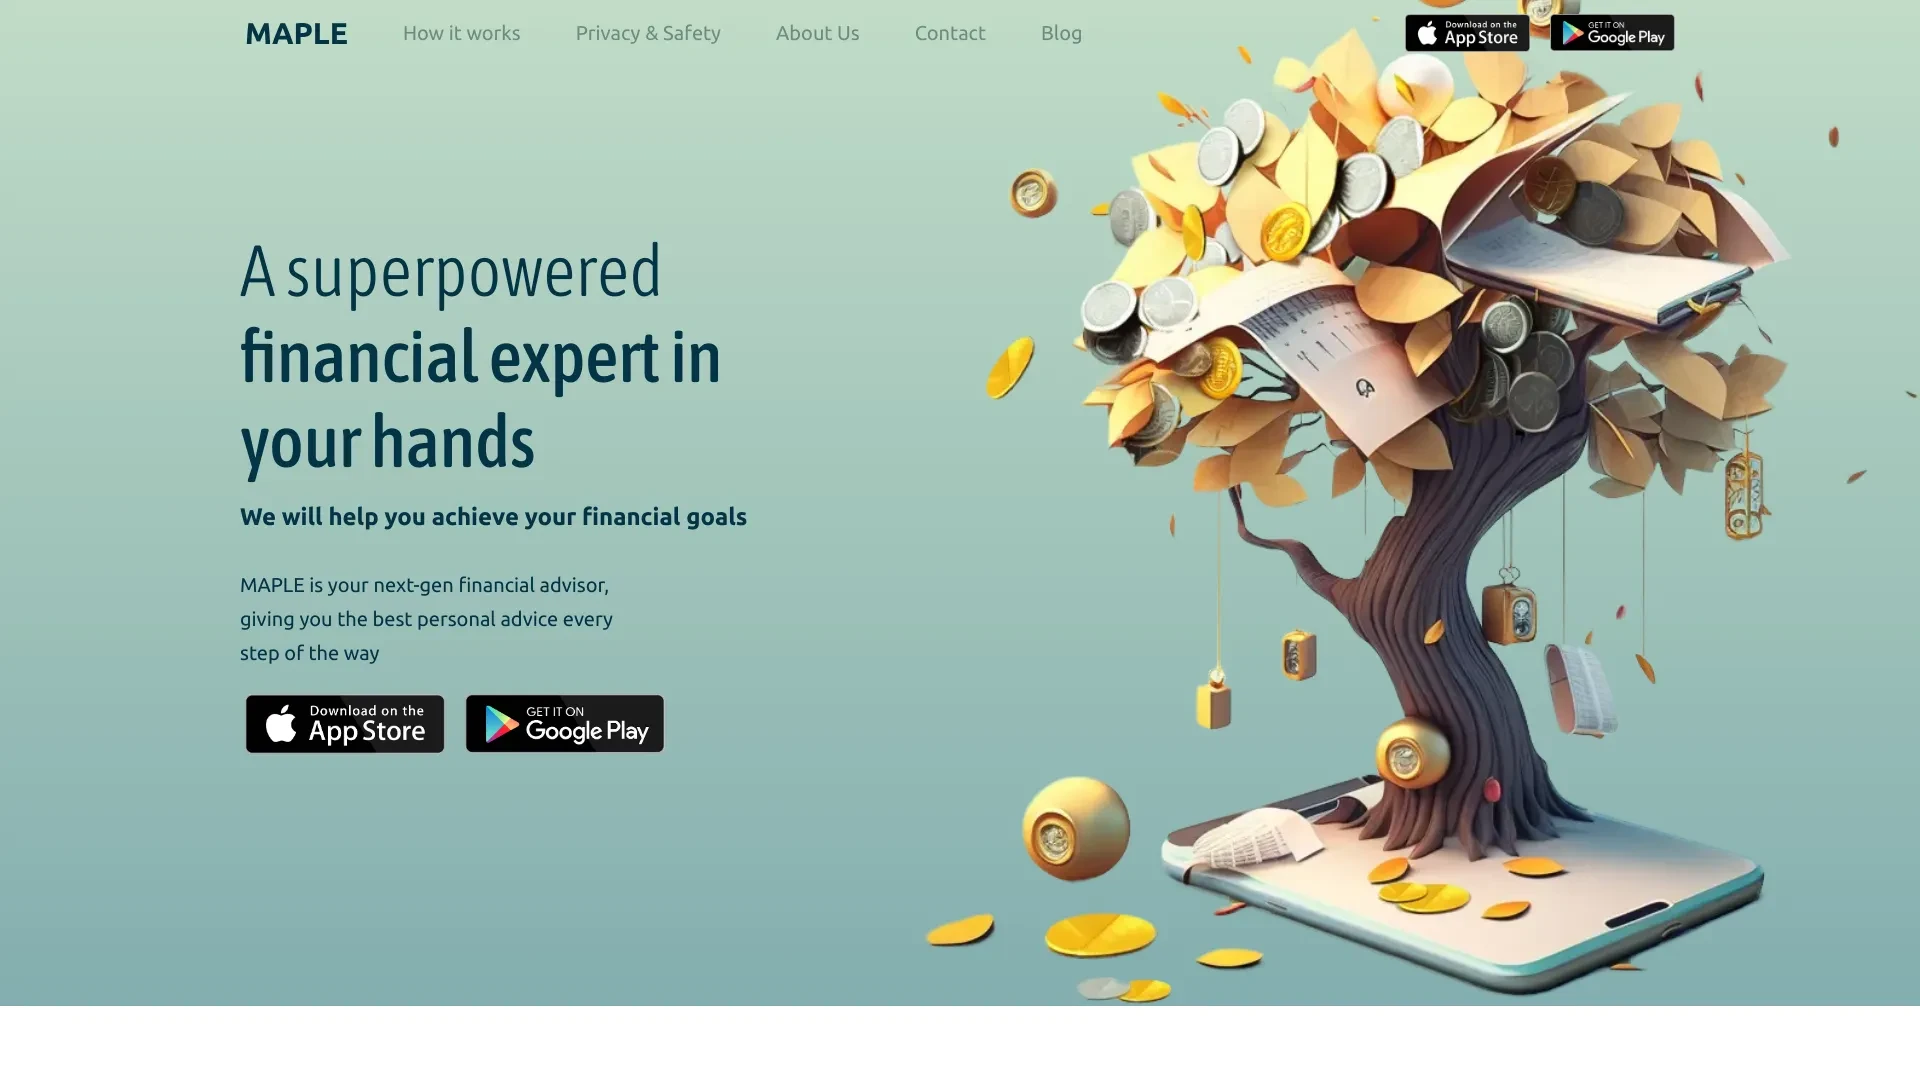 MAPLE
How it works
Privacy & Safety
About Us
Contact
Blog
Download on the
App Store
GET IT ON
Google Play
A superpowered
financial expert in
your hands
We will help you achieve your financial goals
MAPLE is your next-gen financial advisor,
giving you the best personal advice every
step of the way
Download on the
App Store
GET IT ON
Google Play